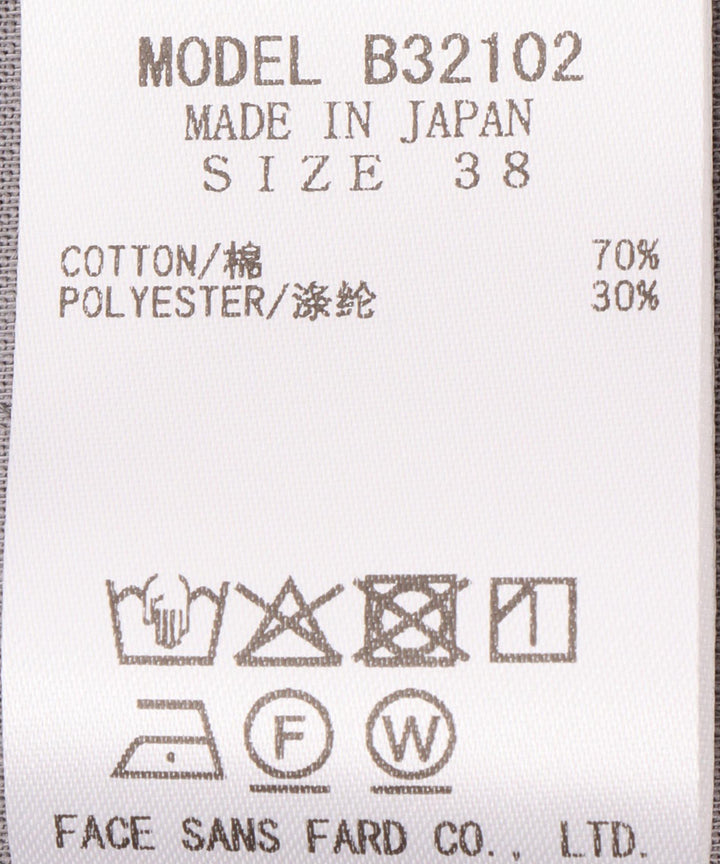 MODEL B32102
MADE IN JAPAN
SIZE 38
COTTON/棉 70%
POLYESTER/涤纶 30%
F W
FACE SANS FARD CO., LTD.